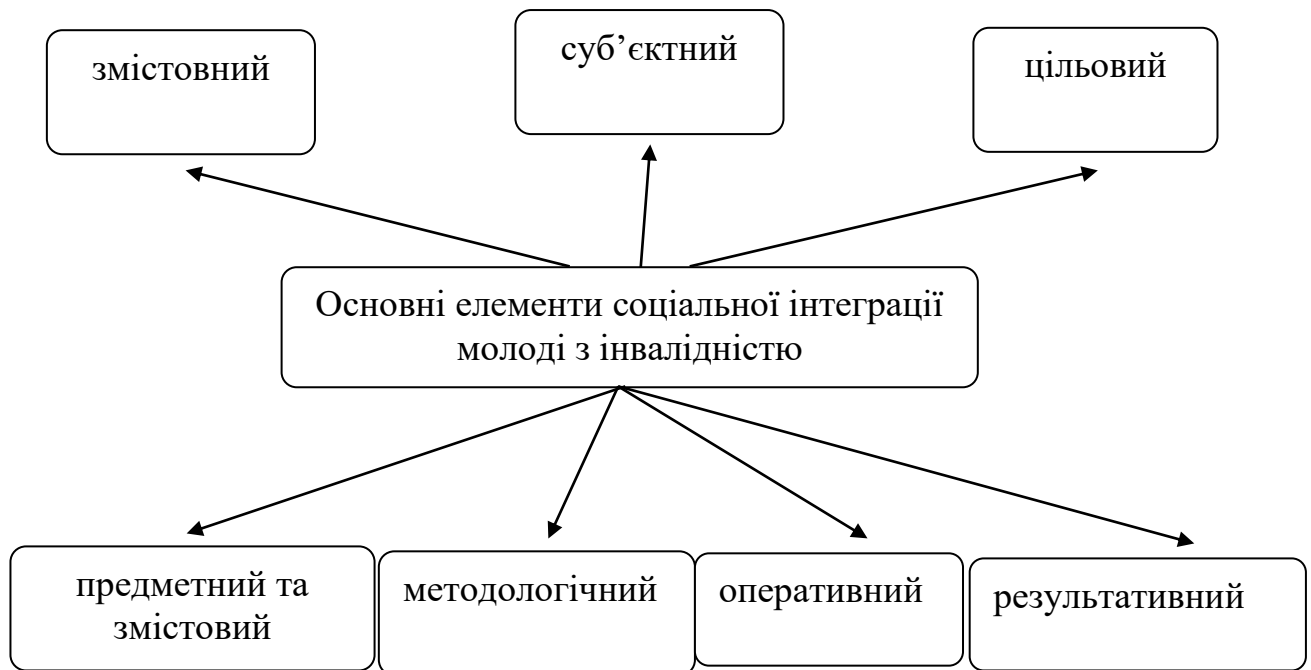 змістовний
суб’єктний
цільовий
Основні елементи соціальної інтеграції
молоді з інвалідністю
предметний та
змістовий
методологічний
оперативний
результативний